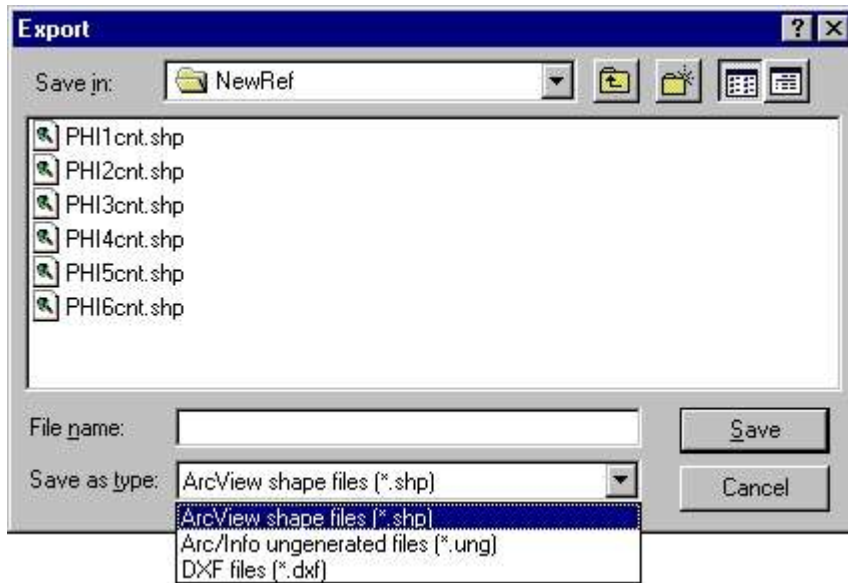 Export
Save in: NewRef
PHI1cnt.shp
PHI2cnt.shp
PHI3cnt.shp
PHI4cnt.shp
PHI5cnt.shp
PHI6cnt.shp
File name:
Save
Save as type: ArcView shape files (*.shp)
Cancel
ArcView shape files (*.shp)
Arc/Info ungenerated files (*.ung)
DXF files (*.dxf)